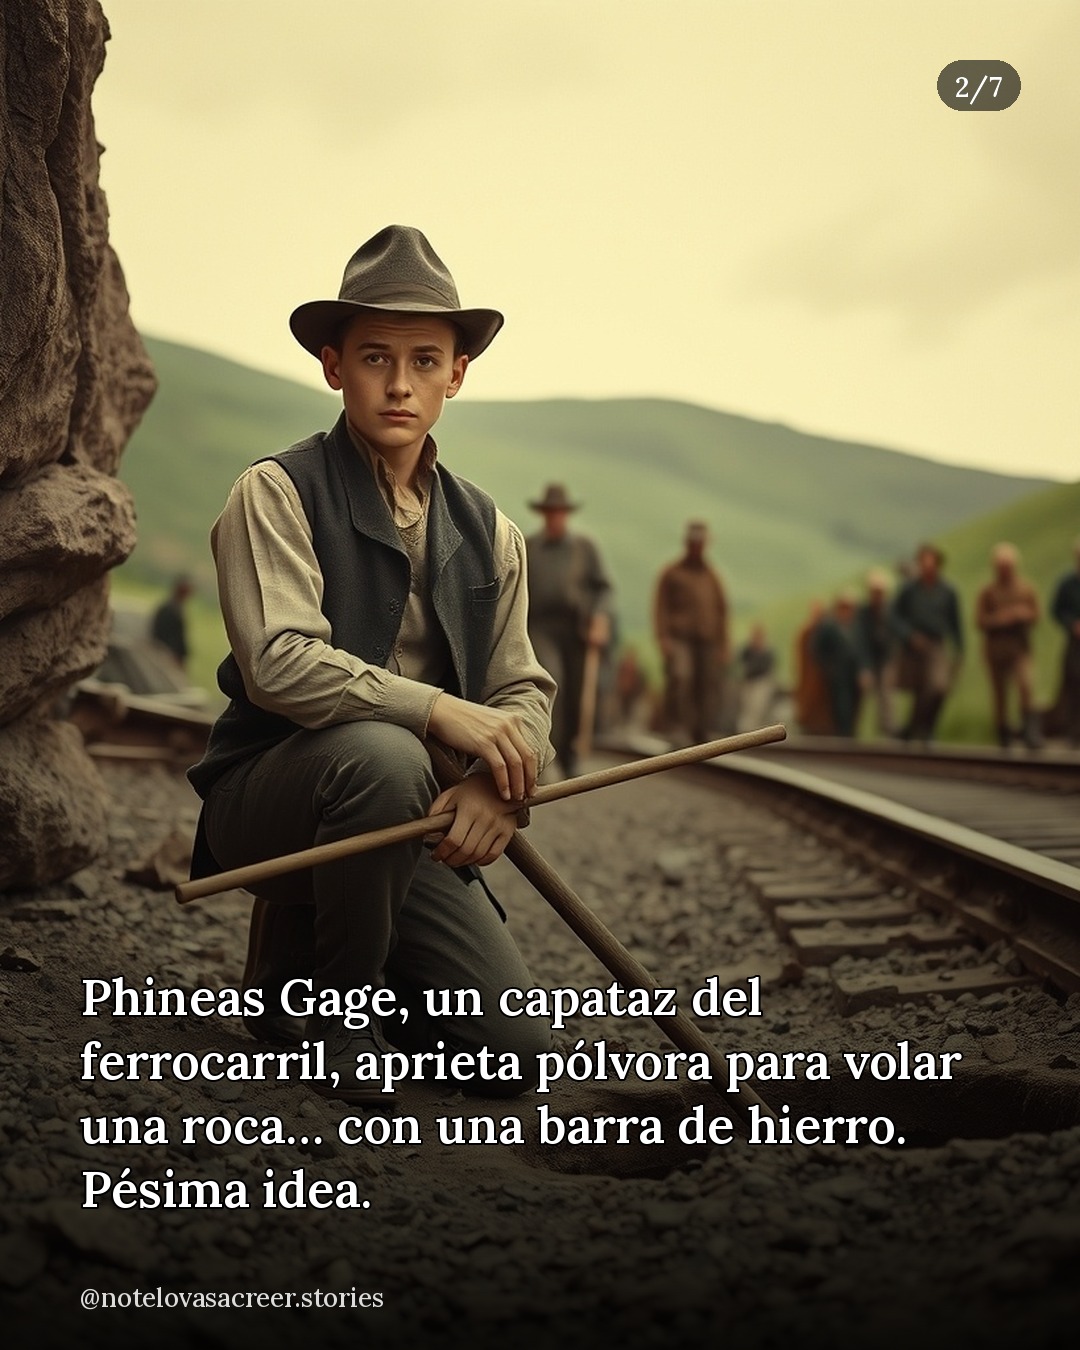 2/7
Phineas Gage, un capataz del
ferrocarril, aprieta pólvora para volar
una roca... con una barra de hierro.
Pésima idea.
@notelovasacreer.stories